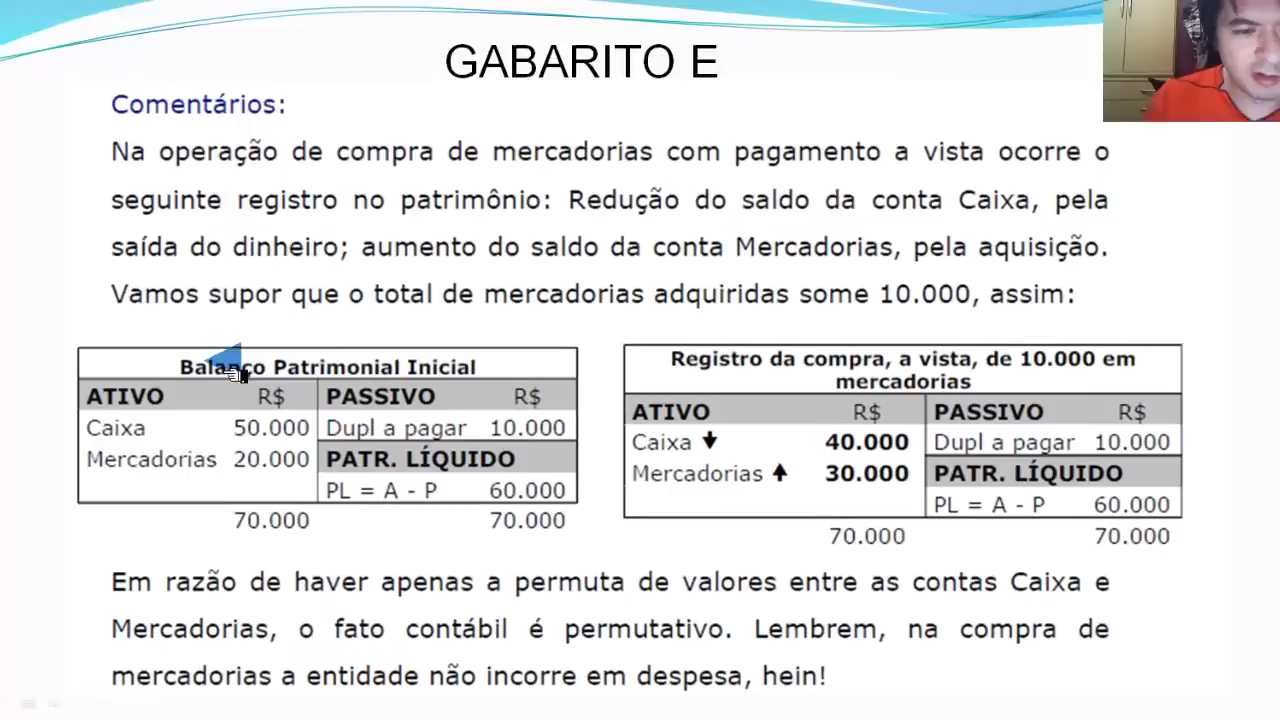 GABARITO E
Comentários:
Na operação de compra de mercadorias com pagamento a vista ocorre o
seguinte registro no patrimônio: Redução do saldo da conta Caixa, pela
saída do dinheiro; aumento do saldo da conta Mercadorias, pela aquisição.
Vamos supor que o total de mercadorias adquiridas some 10.000, assim:
Balanço Patrimonial Inicial
ATIVO R$ PASSIVO R$
Caixa 50.000 Dupl a pagar 10.000
Mercadorias 20.000 PATR. LÍQUIDO
PL = A - P 60.000
70.000 70.000
Registro da compra, a vista, de 10.000 em
mercadorias
ATIVO R$ PASSIVO R$
Caixa 40.000 Dupl a pagar 10.000
Mercadorias 30.000 PATR. LÍQUIDO
PL = A - P 60.000
70.000 70.000
Em razão de haver apenas a permuta de valores entre as contas Caixa e
Mercadorias, o fato contábil é permutativo. Lembrem, na compra de
mercadorias a entidade não incorre em despesa, hein!